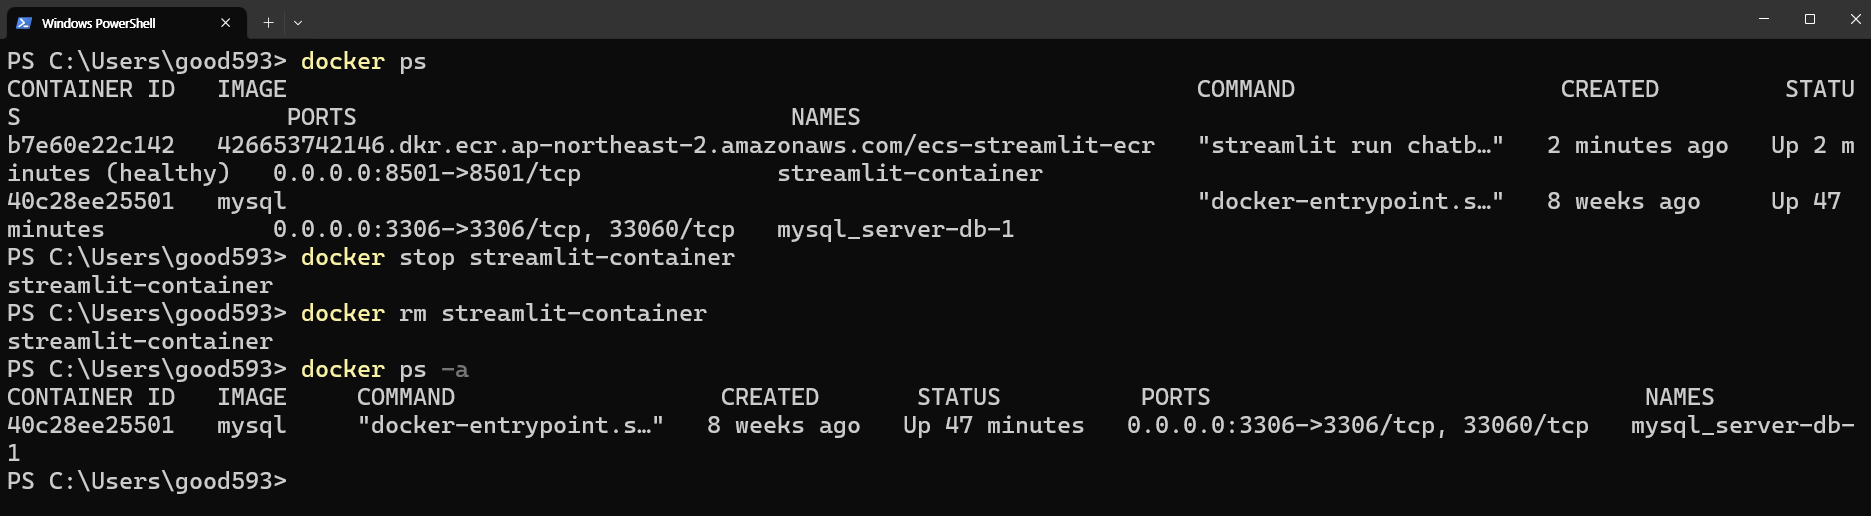 Windows PowerShell
PS C:\Users\good593> docker ps
CONTAINER ID   IMAGE                                                                 COMMAND                   CREATED         STATU
S                   PORTS                               NAMES
b7e60e22c142   426653742146.dkr.ecr.ap-northeast-2.amazonaws.com/ecs-streamlit-ecr   "streamlit run chatb…"   2 minutes ago   Up 2 m
inutes (healthy)   0.0.0.0:8501->8501/tcp              streamlit-container
40c28ee25501   mysql                                                                 "docker-entrypoint.s…"   8 weeks ago     Up 47
minutes            0.0.0.0:3306->3306/tcp, 33060/tcp   mysql_server-db-1
PS C:\Users\good593> docker stop streamlit-container
streamlit-container
PS C:\Users\good593> docker rm streamlit-container
streamlit-container
PS C:\Users\good593> docker ps -a
CONTAINER ID   IMAGE     COMMAND                   CREATED       STATUS          PORTS                               NAMES
40c28ee25501   mysql     "docker-entrypoint.s…"   8 weeks ago   Up 47 minutes   0.0.0.0:3306->3306/tcp, 33060/tcp   mysql_server-db-
1
PS C:\Users\good593>